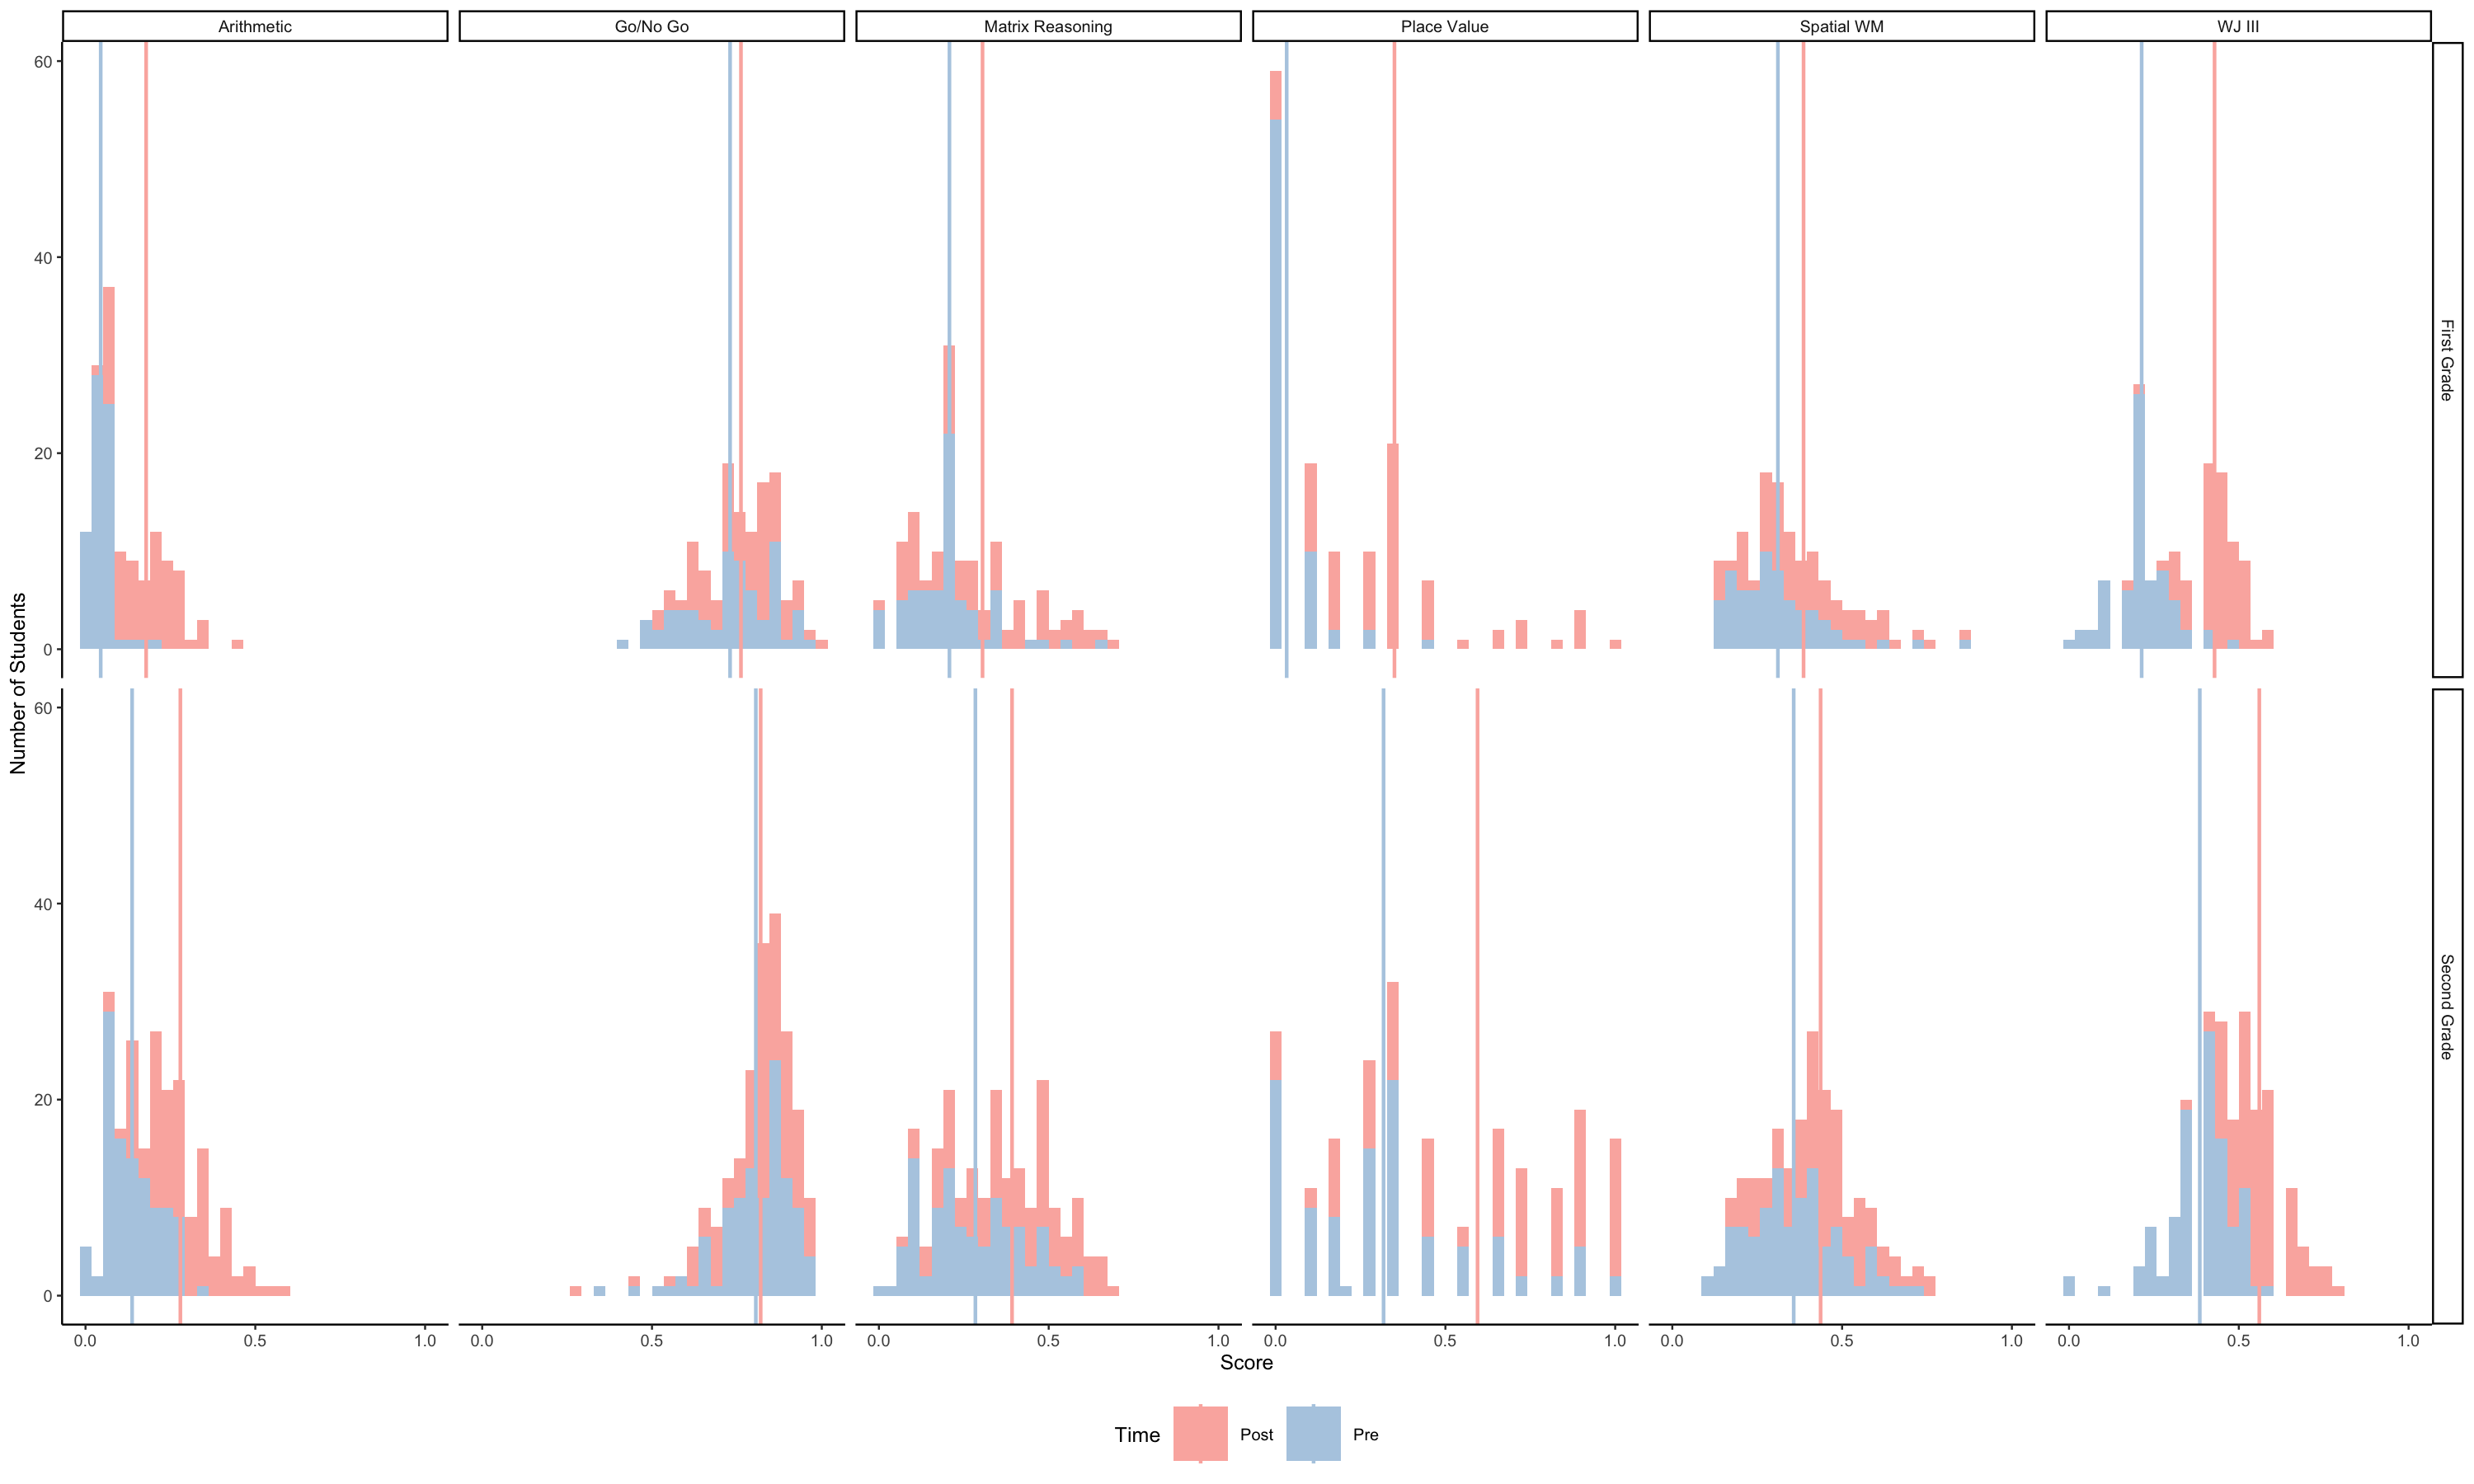 Arithmetic
Go/No Go
Matrix Reasoning
Place Value
Spatial WM
WJ III
60
40
20
0
First Grade
Number of Students
60
40
20
0
Second Grade
0.0 0.5 1.0
0.0 0.5 1.0
0.0 0.5 1.0
0.0 0.5 1.0
0.0 0.5 1.0
0.0 0.5 1.0
Score
Time Post Pre